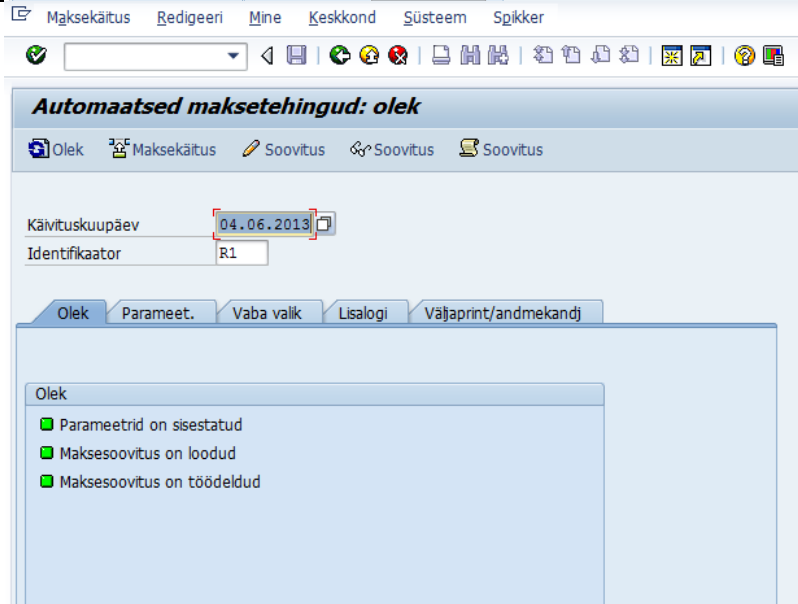 Maksekäitus Redigeeri Mine Keskkond Süsteem Spikker
Automaatsed maksetehingud: olek
Olek Maksekäitus Soovitus Soovitus Soovitus
Käivituskuupäev 04.06.2013
Identifikaator R1
Olek Parameet. Vaba valik Lisalogi Väljaprint/andmekandj
Olek
Parameetrid on sisestatud
Maksesoovitus on loodud
Maksesoovitus on töödeldud